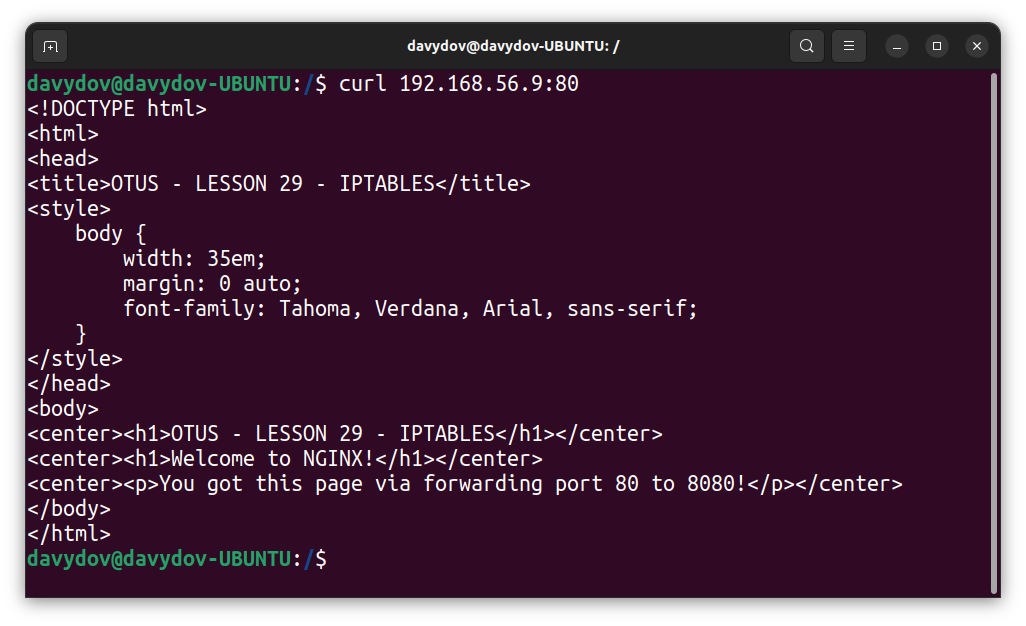 davydov@davydov-UBUNTU: /
davydov@davydov-UBUNTU:/$ curl 192.168.56.9:80
<!DOCTYPE html>
<html>
<head>
<title>OTUS - LESSON 29 - IPTABLES</title>
<style>
    body {
        width: 35em;
        margin: 0 auto;
        font-family: Tahoma, Verdana, Arial, sans-serif;
    }
</style>
</head>
<body>
<center><h1>OTUS - LESSON 29 - IPTABLES</h1></center>
<center><h1>Welcome to NGINX!</h1></center>
<center><p>You got this page via forwarding port 80 to 8080!</p></center>
</body>
</html>
davydov@davydov-UBUNTU:/$